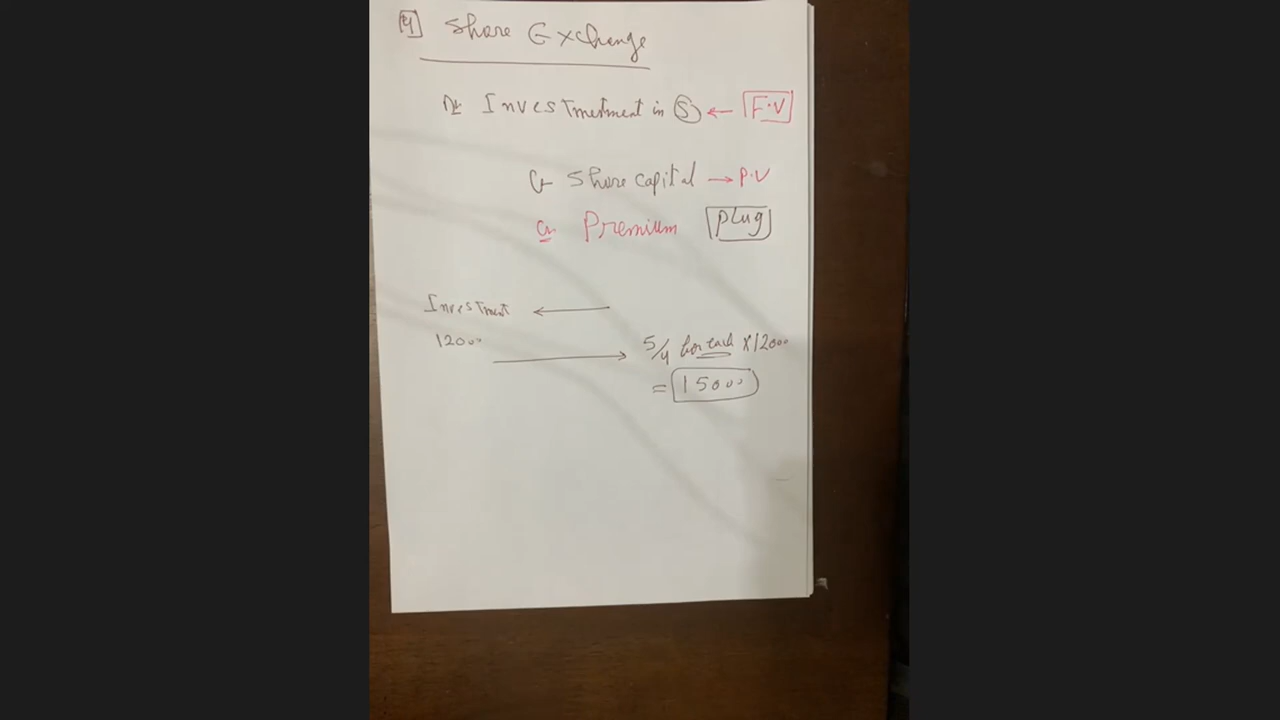 4 Share Exchange
Dr Investmetment in S ← F.V
Cr Share capital → P.V
Cr Premium plug
Investment ←
12000 → 5/4 for each X 12000
= 15000